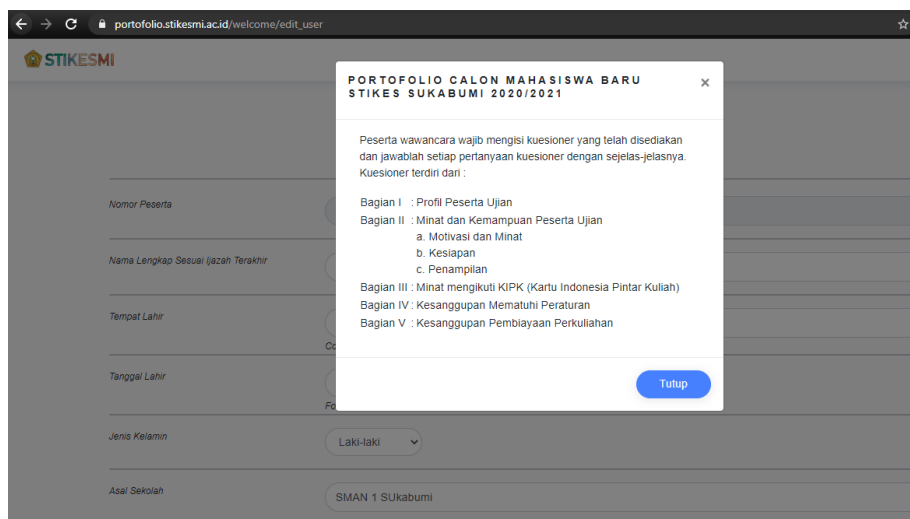 portofolio.stikesmi.ac.id/welcome/edit_user
STIKESMI
PORTOFOLIO CALON MAHASISWA BARU
STIKES SUKABUMI 2020/2021
×
Peserta wawancara wajib mengisi kuesioner yang telah disediakan
dan jawablah setiap pertanyaan kuesioner dengan sejelas-jelasnya.
Kuesioner terdiri dari :
Bagian I : Profil Peserta Ujian
Bagian II : Minat dan Kemampuan Peserta Ujian
a. Motivasi dan Minat
b. Kesiapan
c. Penampilan
Bagian III : Minat mengikuti KIPK (Kartu Indonesia Pintar Kuliah)
Bagian IV : Kesanggupan Mematuhi Peraturan
Bagian V : Kesanggupan Pembiayaan Perkuliahan
Tutup
Nomor Peserta
Nama Lengkap Sesuai Ijazah Terakhir
Tempat Lahir
Co
Tanggal Lahir
Fo
Jenis Kelamin
Laki-laki
Asal Sekolah
SMAN 1 SUkabumi